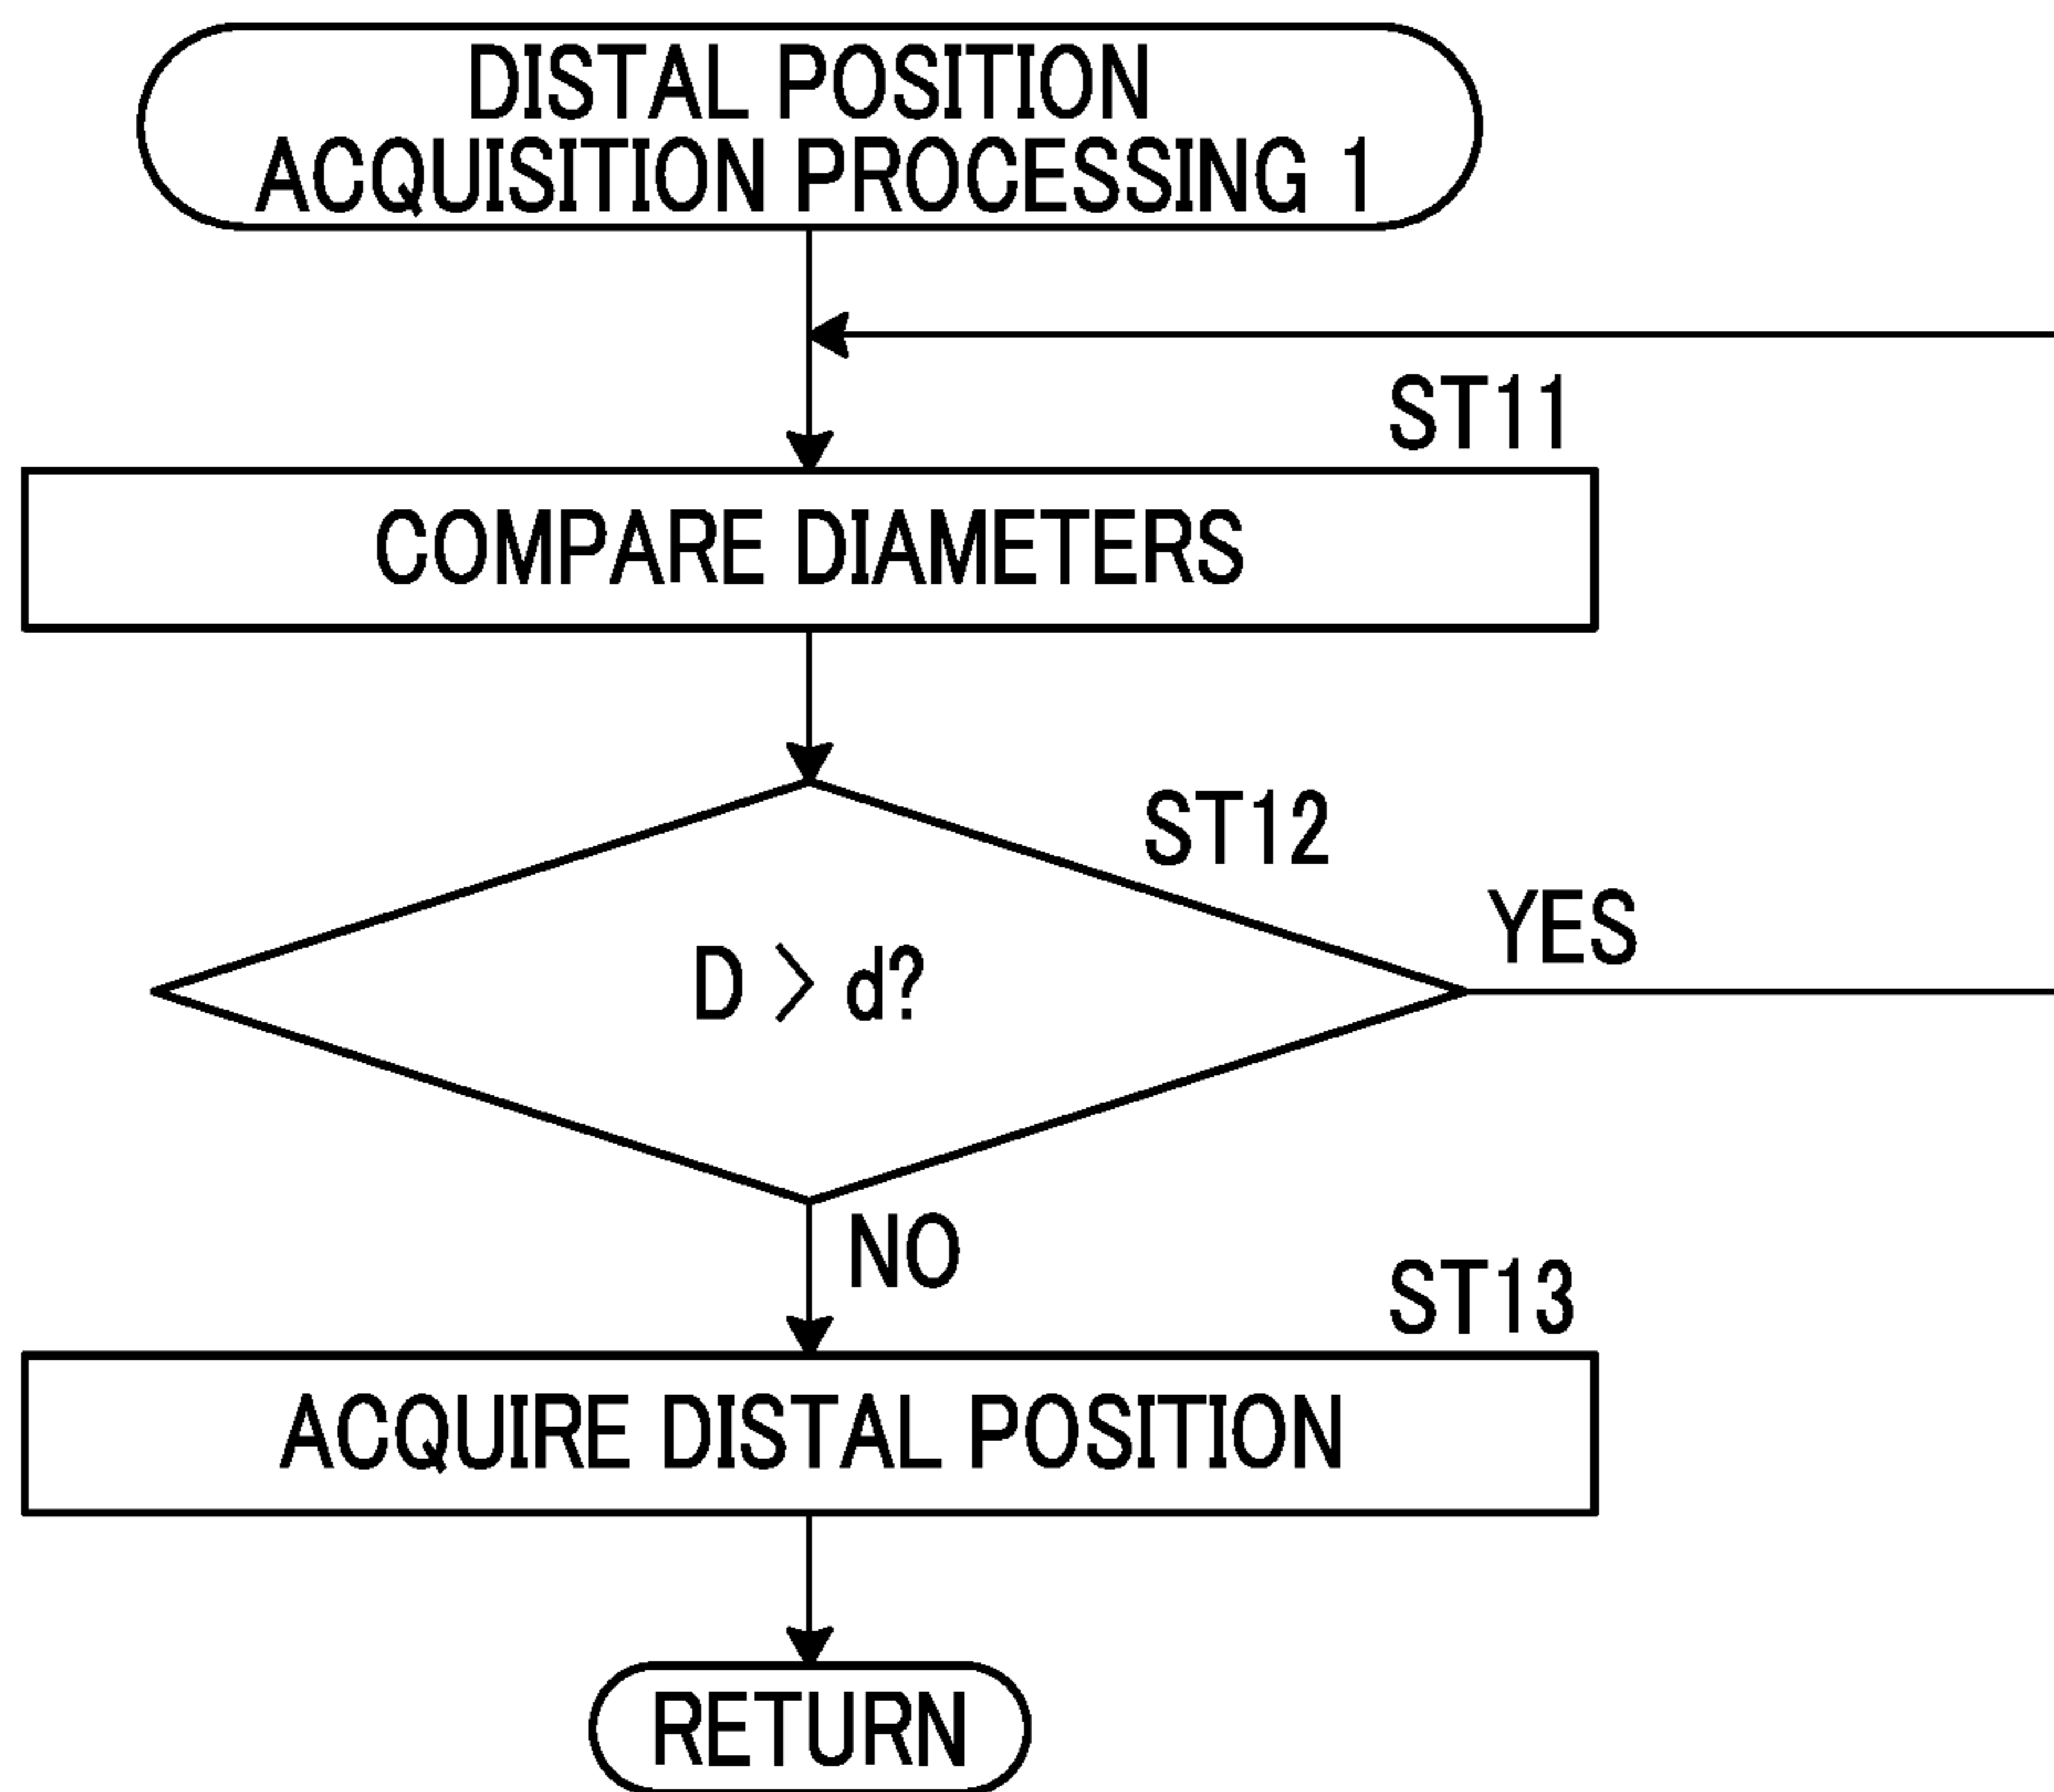 DISTAL POSITION
ACQUISITION PROCESSING 1
ST11
COMPARE DIAMETERS
ST12
YES
D > d?
NO
ST13
ACQUIRE DISTAL POSITION
RETURN